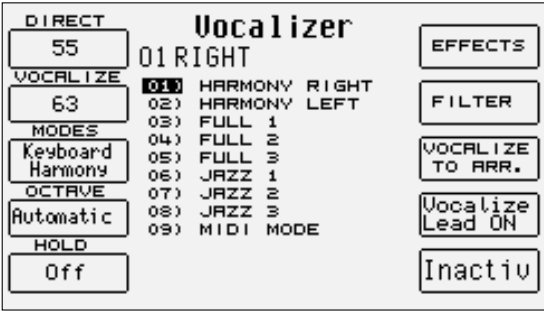 DIRECT
55
VOCALIZE
63
MODES
Keyboard
Harmony
OCTAVE
Automatic
HOLD
Off
Vocalizer
01 RIGHT
01) HARMONY RIGHT
02) HARMONY LEFT
03) FULL 1
04) FULL 2
05) FULL 3
06) JAZZ 1
07) JAZZ 2
08) JAZZ 3
09) MIDI MODE
EFFECTS
FILTER
VOCALIZE
TO ARR.
Vocalize
Lead ON
Inactiv